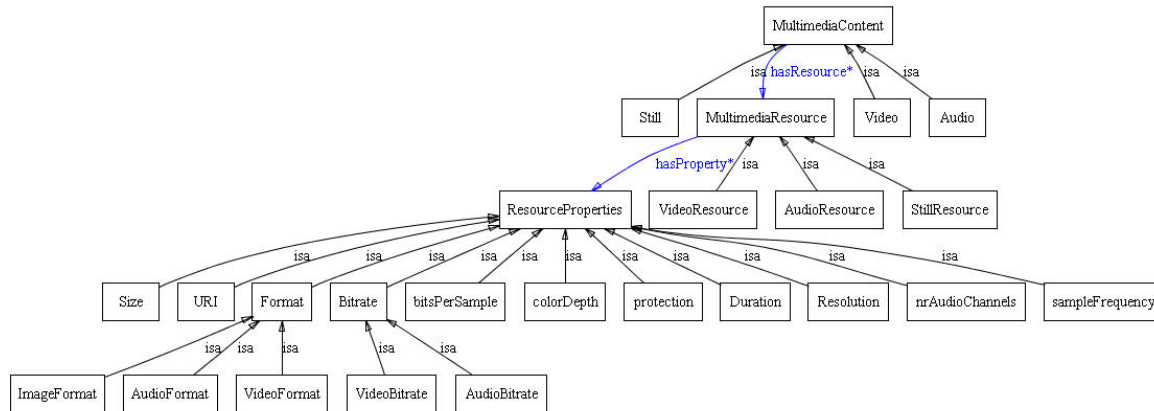 MultimediaContent
isa hasResource* isa isa
Still MultimediaResource Video Audio
hasProperty* isa isa isa
ResourceProperties VideoResource AudioResource StillResource
isa isa isa isa isa isa isa isa isa isa isa
Size URI Format Bitrate bitsPerSample colorDepth protection Duration Resolution nrAudioChannels sampleFrequency
isa isa isa isa isa
ImageFormat AudioFormat VideoFormat VideoBitrate AudioBitrate